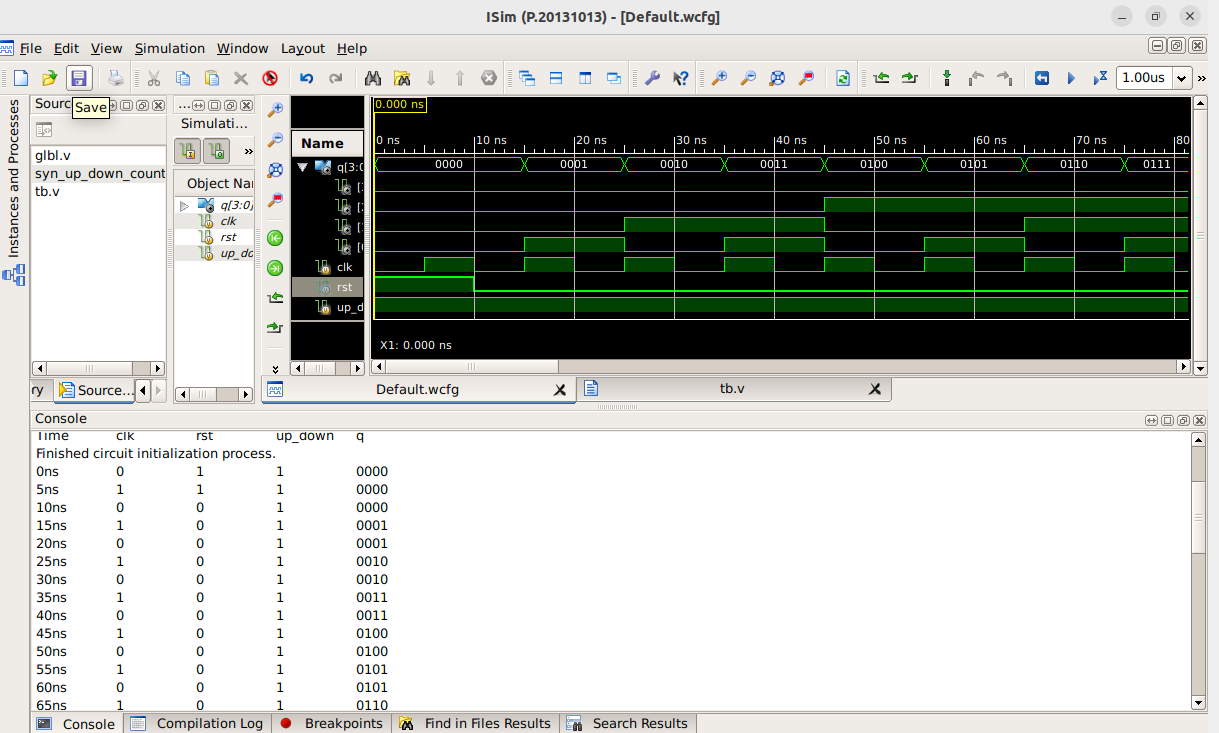 ISim (P.20131013) - [Default.wcfg]
File Edit View Simulation Window Layout Help
1.00us
Save
Instances and Processes
Sourc
glbl.v
syn_up_down_count
tb.v
ry
Source...
...
Simulati...
Object Nar
q[3:0]
clk
rst
up_do
Name
q[3:0
[
[
[
[0
clk
rst
up_d
0.000 ns
0 ns 10 ns 20 ns 30 ns 40 ns 50 ns 60 ns 70 ns 80
0000 0001 0010 0011 0100 0101 0110 0111
X1: 0.000 ns
Default.wcfg tb.v
Console
Time clk rst up_down q
Finished circuit initialization process.
0ns 0 1 1 0000
5ns 1 1 1 0000
10ns 0 0 1 0000
15ns 1 0 1 0001
20ns 0 0 1 0001
25ns 1 0 1 0010
30ns 0 0 1 0010
35ns 1 0 1 0011
40ns 0 0 1 0011
45ns 1 0 1 0100
50ns 0 0 1 0100
55ns 1 0 1 0101
60ns 0 0 1 0101
65ns 1 0 1 0110
Console Compilation Log Breakpoints Find in Files Results Search Results